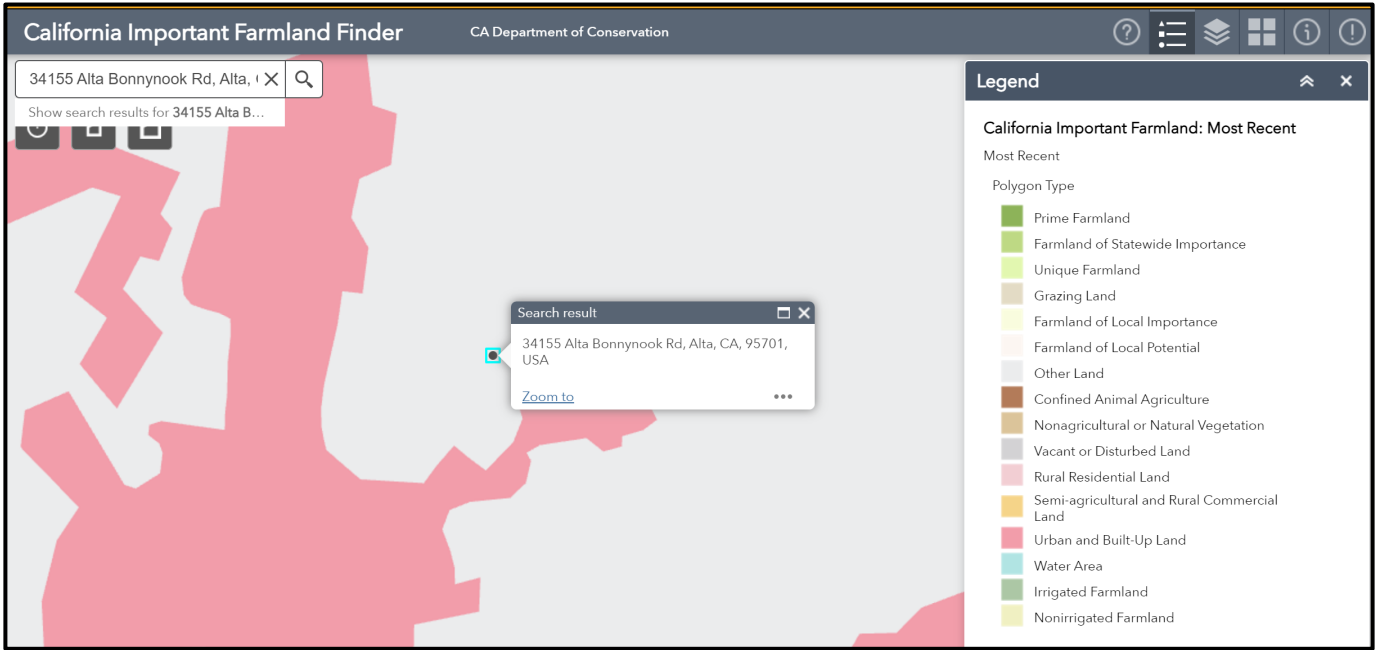 California Important Farmland Finder
CA Department of Conservation
34155 Alta Bonnynook Rd, Alta, (
Show search results for 34155 Alta B...
Search result
34155 Alta Bonnynook Rd, Alta, CA, 95701,
USA
Zoom to
Legend
California Important Farmland: Most Recent
Most Recent
Polygon Type
Prime Farmland
Farmland of Statewide Importance
Unique Farmland
Grazing Land
Farmland of Local Importance
Farmland of Local Potential
Other Land
Confined Animal Agriculture
Nonagricultural or Natural Vegetation
Vacant or Disturbed Land
Rural Residential Land
Semi-agricultural and Rural Commercial
Land
Urban and Built-Up Land
Water Area
Irrigated Farmland
Nonirrigated Farmland